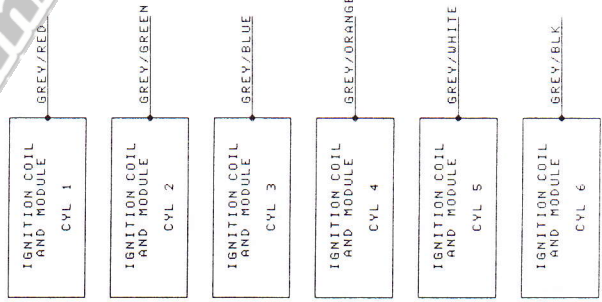 GREY/RED
IGNITION COIL
AND MODULE
CYL 1
GREY/GREEN
IGNITION COIL
AND MODULE
CYL 2
GREY/BLUE
IGNITION COIL
AND MODULE
CYL 3
GREY/ORANGE
IGNITION COIL
AND MODULE
CYL 4
GREY/WHITE
IGNITION COIL
AND MODULE
CYL 5
GREY/BLK
IGNITION COIL
AND MODULE
CYL 6